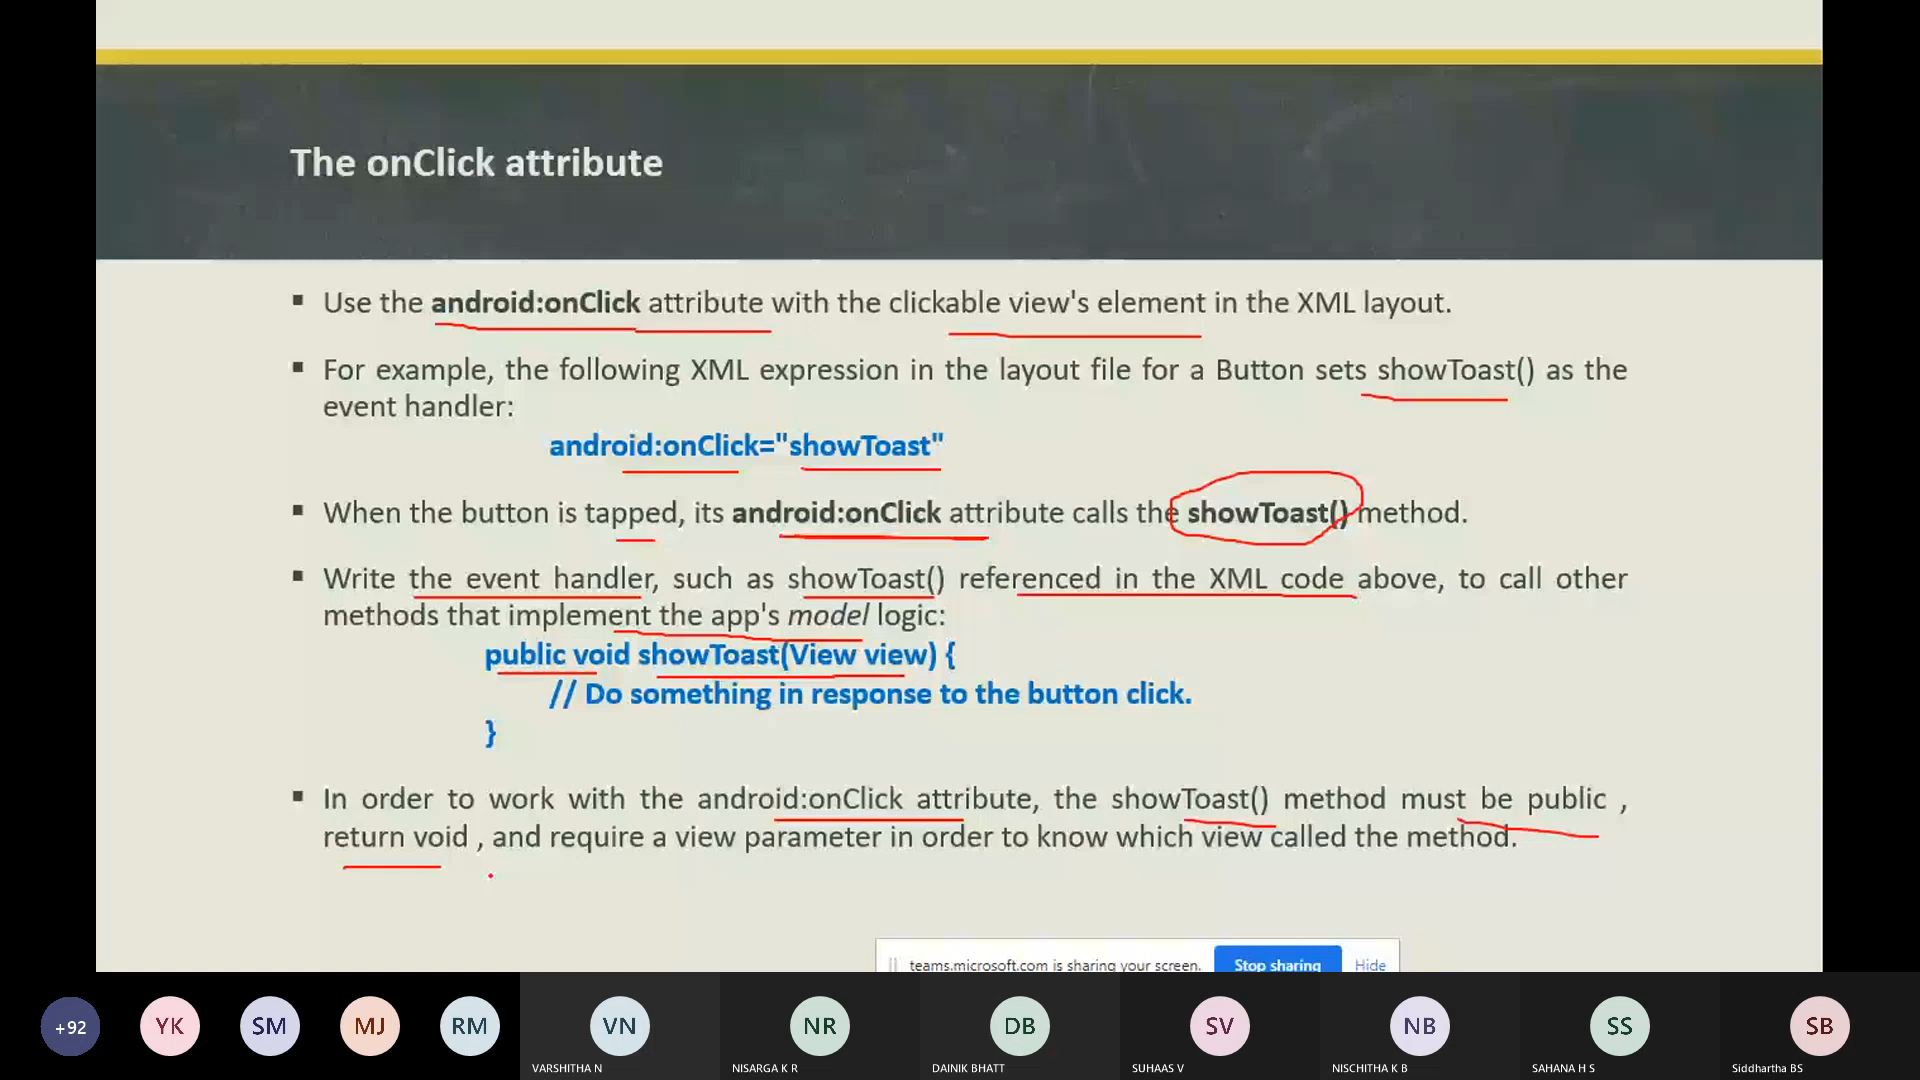 The onClick attribute
▪ Use the android:onClick attribute with the clickable view's element in the XML layout.
▪ For example, the following XML expression in the layout file for a Button sets showToast() as the
event handler:
android:onClick="showToast"
▪ When the button is tapped, its android:onClick attribute calls the showToast() method.
▪ Write the event handler, such as showToast() referenced in the XML code above, to call other
methods that implement the app's model logic:
public void showToast(View view) {
// Do something in response to the button click.
}
▪ In order to work with the android:onClick attribute, the showToast() method must be public ,
return void , and require a view parameter in order to know which view called the method.
teams.microsoft.com is sharing your screen. Stop sharing Hide
+92 YK SM MJ RM VN NR DB SV NB SS SB
VARSHITHA N NISARGA K R DAINIK BHATT SUHAAS V NISCHITHA K B SAHANA H S Siddhartha BS